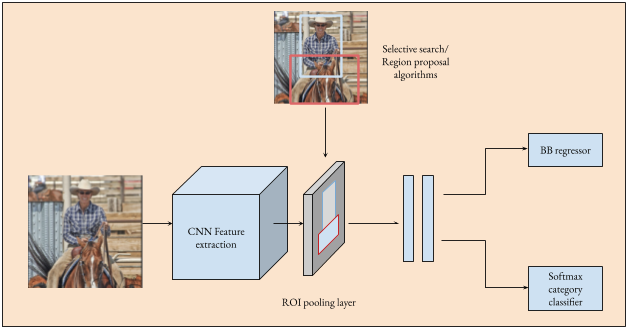 Selective search/
Region proposal
algorithms
BB regressor
CNN Feature
extraction
Softmax
category
classifier
ROI pooling layer